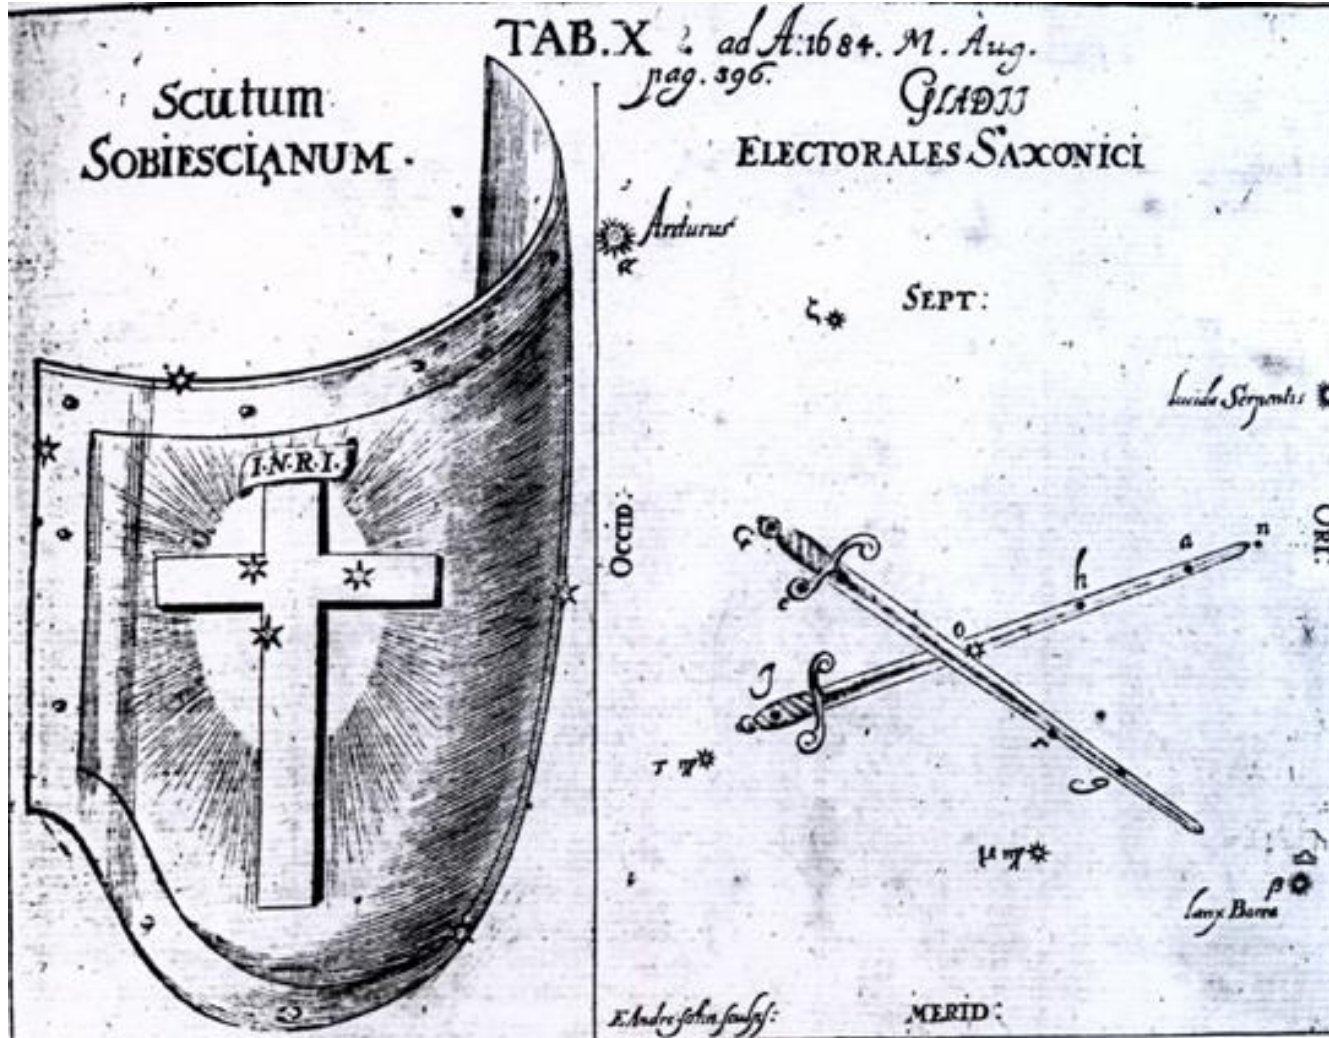 TAB.X ad A:1684. M. Aug.
pag. 396.
Scutum
SOBIESCIANUM.
I.N.R.I.
GLADII
ELECTORALES SAXONICI
Arcturus
α
ζ
SEPT:
lucida Serpentis
OCCID:
ORI:
h
a
n
o
e
r
g
τ ♍
μ ♍
β
lanx Borea
MERID:
sculps: